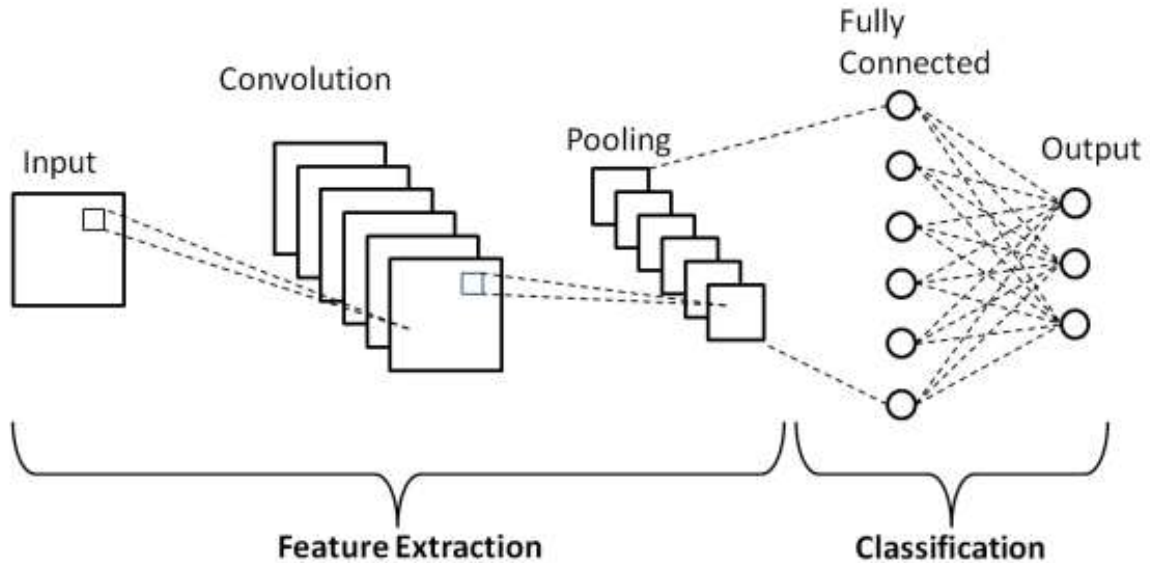 Input
Convolution
Pooling
Fully
Connected
Output
Feature Extraction
Classification